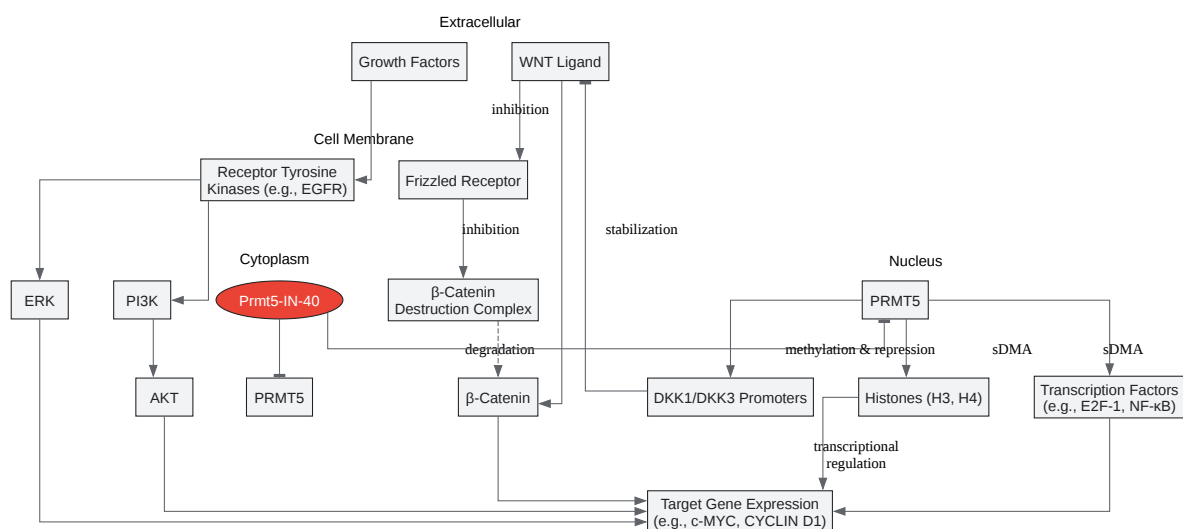 Extracellular
Growth Factors
WNT Ligand
inhibition
Cell Membrane
Receptor Tyrosine
Kinases (e.g., EGFR)
Frizzled Receptor
inhibition
stabilization
Cytoplasm
Nucleus
ERK
PI3K
Prmt5-IN-40
β-Catenin
Destruction Complex
PRMT5
degradation
methylation & repression
sDMA
sDMA
AKT
PRMT5
β-Catenin
DKK1/DKK3 Promoters
Histones (H3, H4)
Transcription Factors
(e.g., E2F-1, NF-κB)
transcriptional
regulation
Target Gene Expression
(e.g., c-MYC, CYCLIN D1)